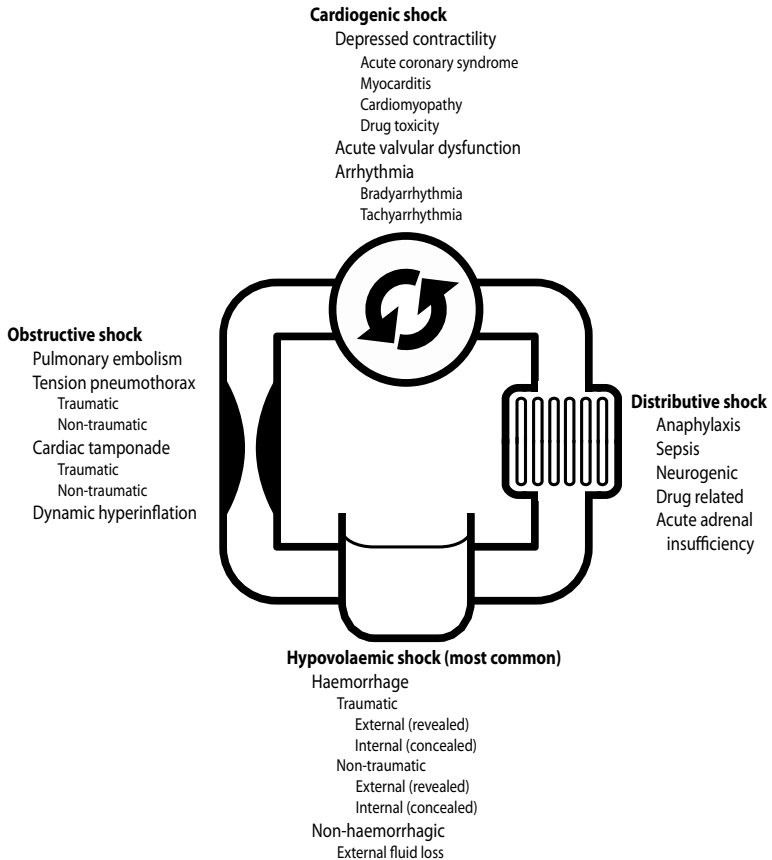 Cardiogenic shock
Depressed contractility
Acute coronary syndrome
Myocarditis
Cardiomyopathy
Drug toxicity
Acute valvular dysfunction
Arrhythmia
Bradyarrhythmia
Tachyarrhythmia
Obstructive shock
Pulmonary embolism
Tension pneumothorax
Traumatic
Non-traumatic
Cardiac tamponade
Traumatic
Non-traumatic
Dynamic hyperinflation
Distributive shock
Anaphylaxis
Sepsis
Neurogenic
Drug related
Acute adrenal
insufficiency
Hypovolaemic shock (most common)
Haemorrhage
Traumatic
External (revealed)
Internal (concealed)
Non-traumatic
External (revealed)
Internal (concealed)
Non-haemorrhagic
External fluid loss